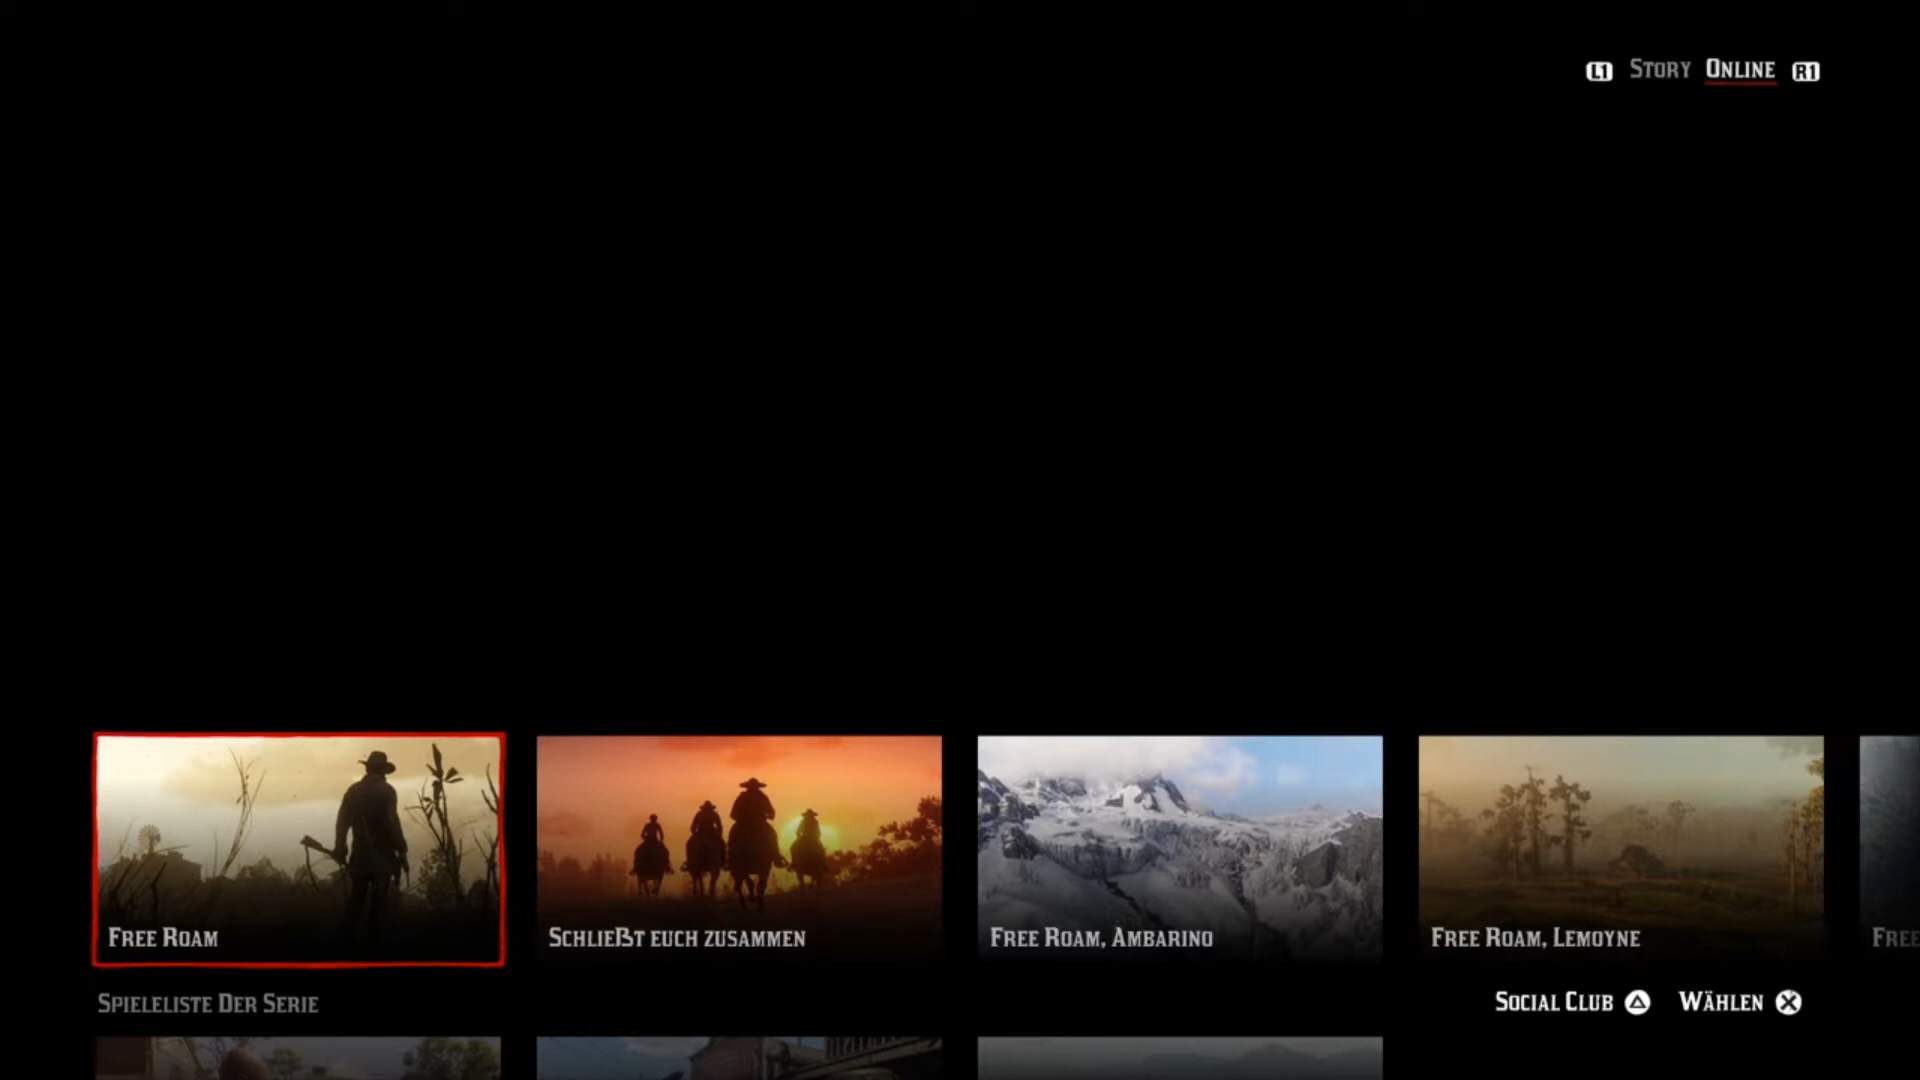 L1 Story Online R1
Free Roam
Schließt euch zusammen
Free Roam, Ambarino
Free Roam, Lemoyne
Free
Spieleliste Der Serie
Social Club
Wählen